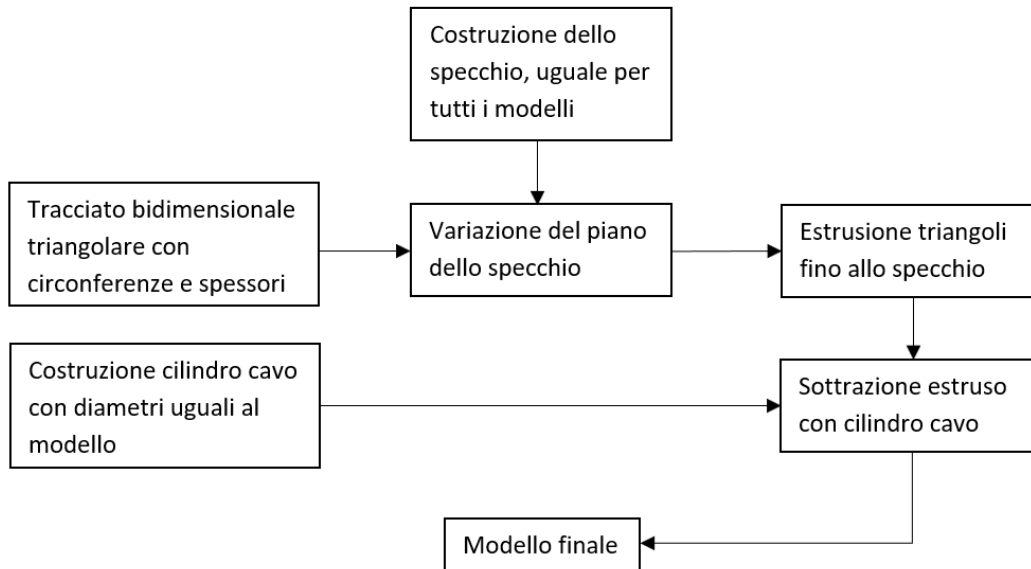 Costruzione dello
specchio, uguale per
tutti i modelli
Tracciato bidimensionale
triangolare con
circonferenze e spessori
Variazione del piano
dello specchio
Estrusione triangoli
fino allo specchio
Costruzione cilindro cavo
con diametri uguali al
modello
Sottrazione estruso
con cilindro cavo
Modello finale